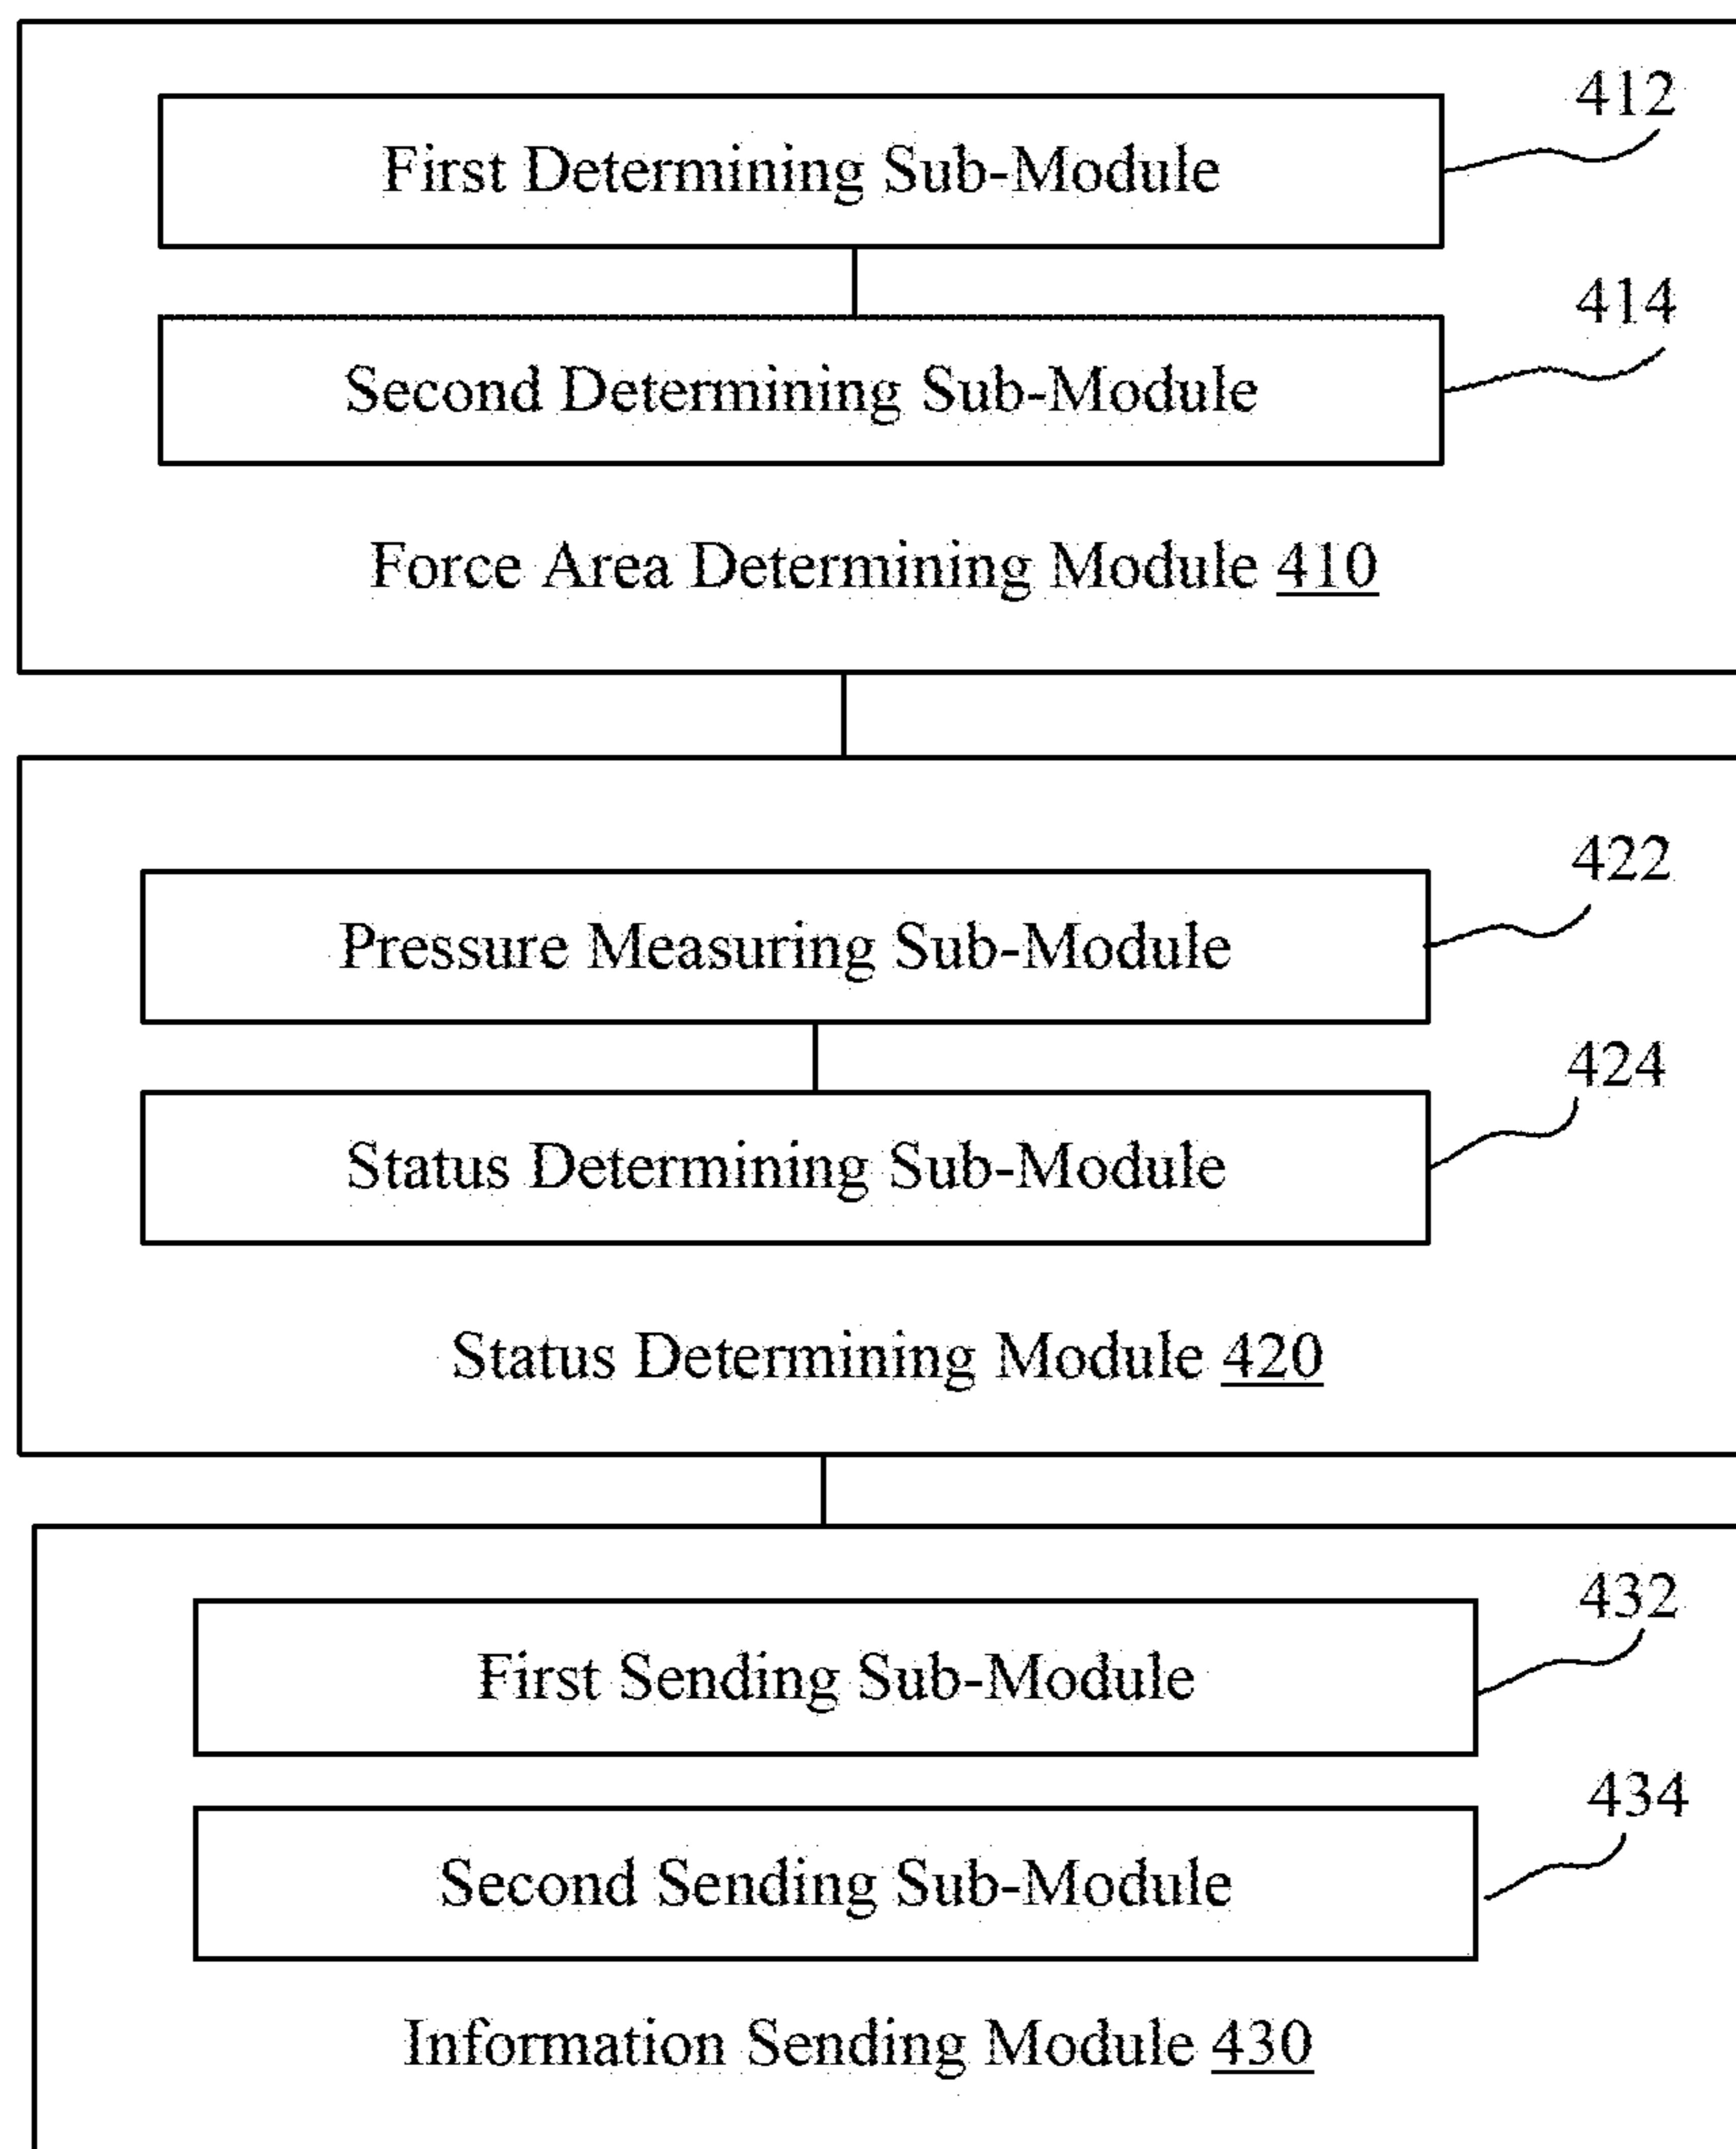 412
First Determining Sub-Module
414
Second Determining Sub-Module
Force Area Determining Module 410
422
Pressure Measuring Sub-Module
424
Status Determining Sub-Module
Status Determining Module 420
432
First Sending Sub-Module
434
Second Sending Sub-Module
Information Sending Module 430